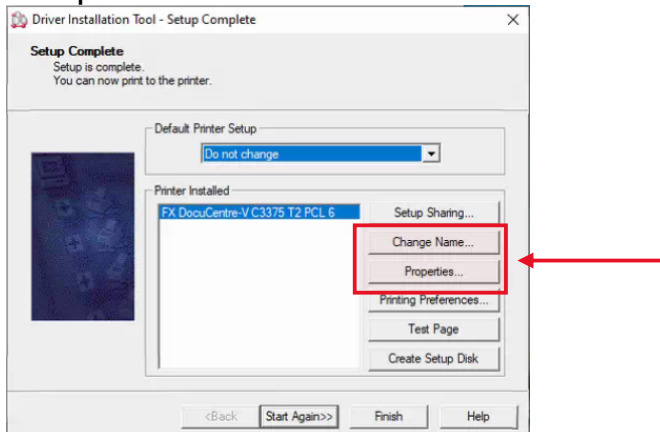 Driver Installation Tool - Setup Complete
Setup Complete
Setup is complete.
You can now print to the printer.
Default Printer Setup
Do not change
Printer Installed
FX DocuCentre-V C3375 T2 PCL 6
Setup Sharing...
Change Name...
Properties...
Printing Preferences...
Test Page
Create Setup Disk
<Back
Start Again>>
Finish
Help